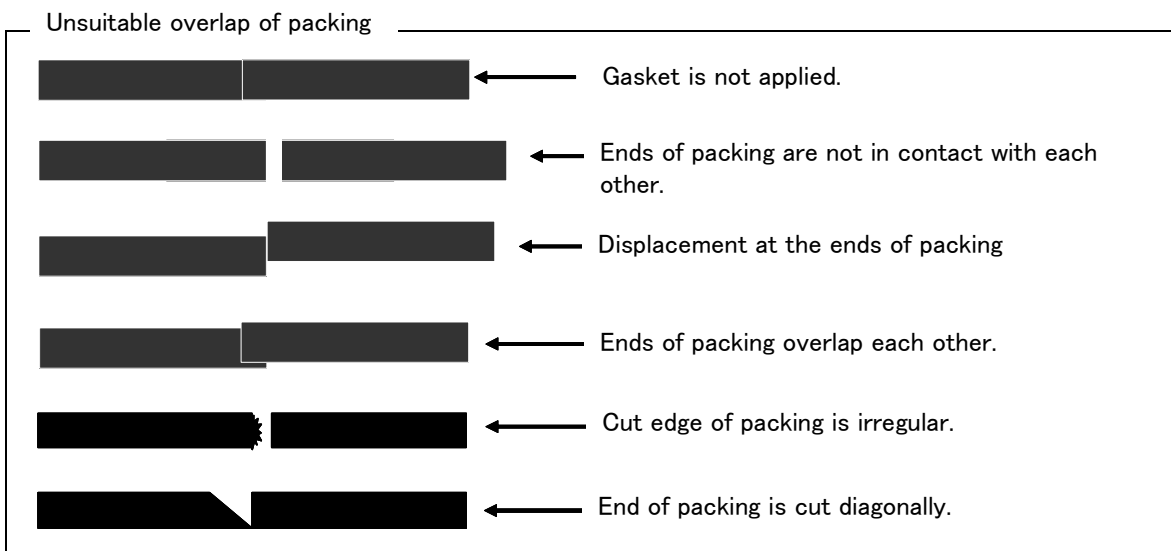 Unsuitable overlap of packing
Gasket is not applied.
Ends of packing are not in contact with each
other.
Displacement at the ends of packing
Ends of packing overlap each other.
Cut edge of packing is irregular.
End of packing is cut diagonally.